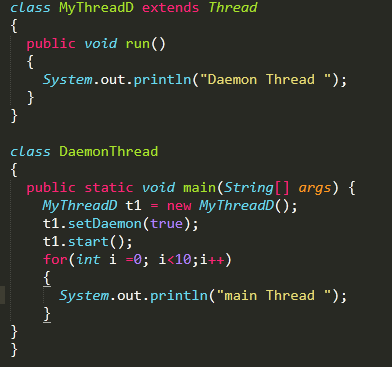 class MyThreadD extends Thread
{
  public void run()
  {
    System.out.println("Daemon Thread ");
  }
}

class DaemonThread
{
  public static void main(String[] args) {
    MyThreadD t1 = new MyThreadD();
    t1.setDaemon(true);
    t1.start();
    for(int i =0; i<10;i++)
    {
      System.out.println("main Thread ");
    }
}
}